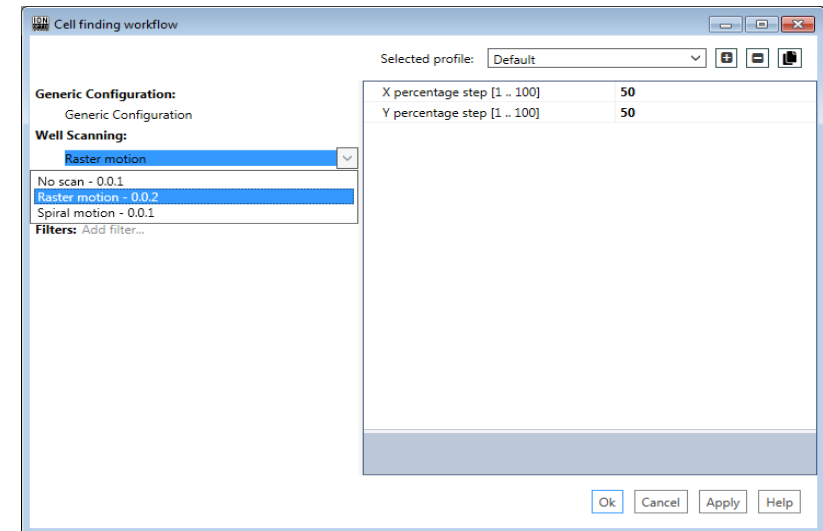 ION OPTIX Cell finding workflow
Selected profile: Default
Generic Configuration:
Generic Configuration
Well Scanning:
Raster motion
No scan - 0.0.1
Raster motion - 0.0.2
Spiral motion - 0.0.1
Filters: Add filter...
X percentage step [1 .. 100] 50
Y percentage step [1 .. 100] 50
Ok Cancel Apply Help